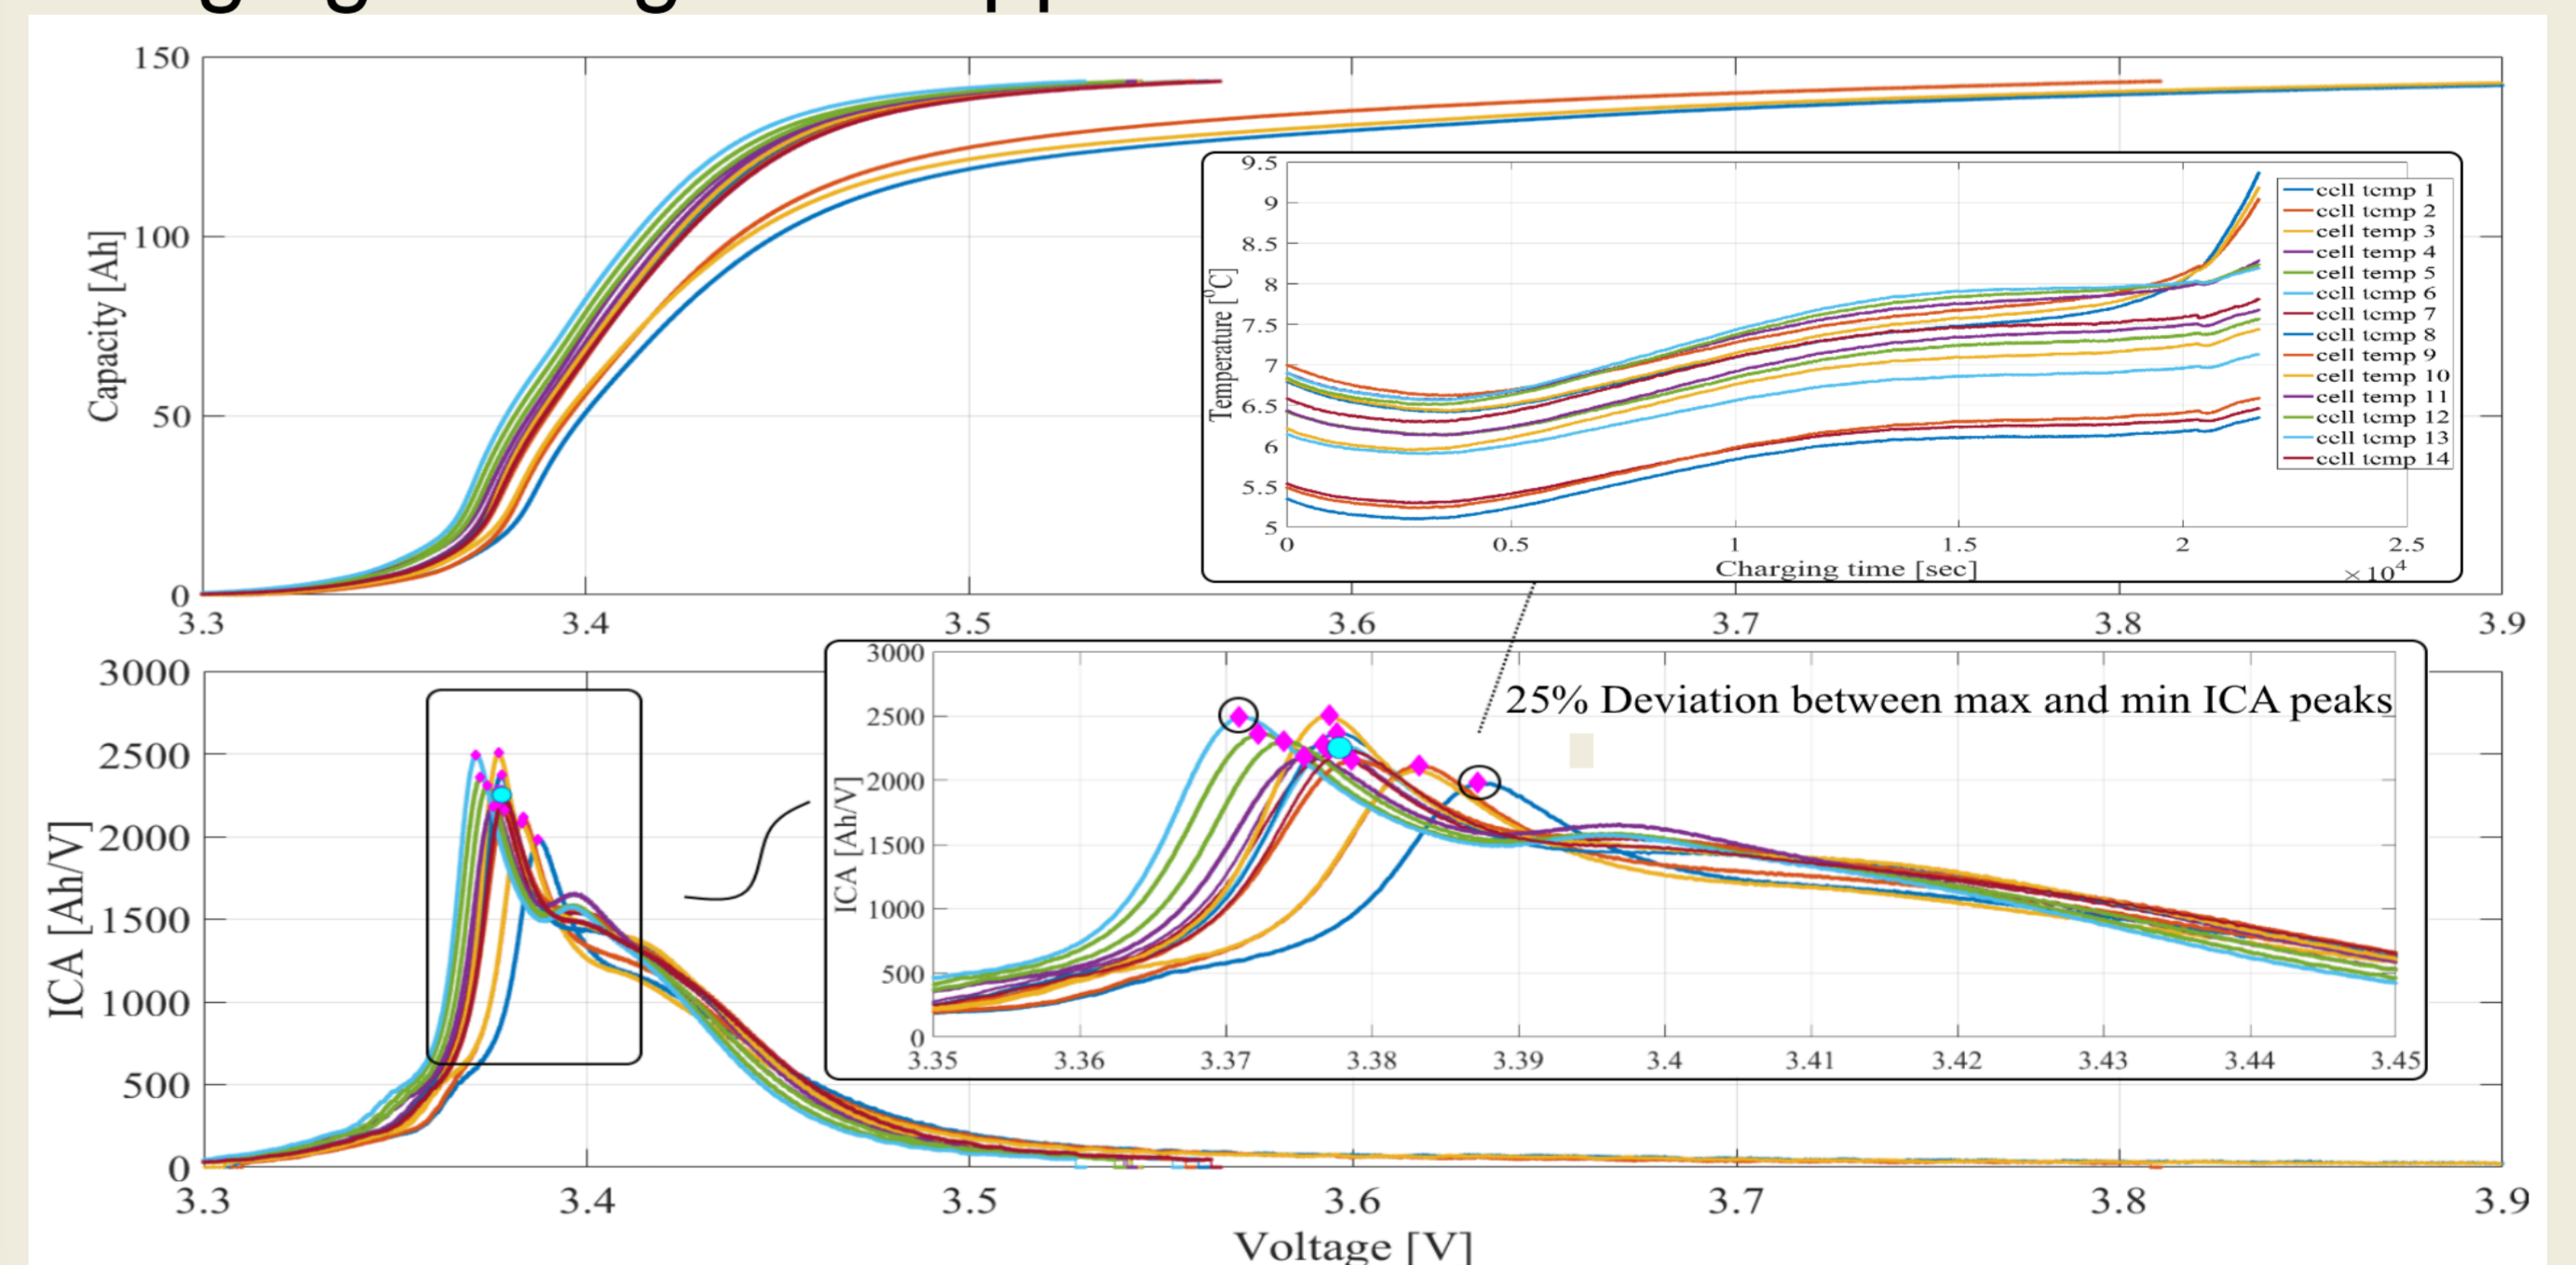 150
100
50
0
Capacity [Ah]
3.3 3.4 3.5 3.6 3.7 3.8 3.9
9.5
9
8.5
8
7.5
7
6.5
6
5.5
5
Temperature [°C]
0 0.5 1 1.5 2 2.5
Charging time [sec]
×10⁴
cell temp 1
cell temp 2
cell temp 3
cell temp 4
cell temp 5
cell temp 6
cell temp 7
cell temp 8
cell temp 9
cell temp 10
cell temp 11
cell temp 12
cell temp 13
cell temp 14
3000
2500
2000
1500
1000
500
0
ICA [Ah/V]
3.3 3.4 3.5 3.6 3.7 3.8 3.9
Voltage [V]
3000
2500
2000
1500
1000
500
0
ICA [Ah/V]
25% Deviation between max and min ICA peaks
3.35 3.36 3.37 3.38 3.39 3.4 3.41 3.42 3.43 3.44 3.45